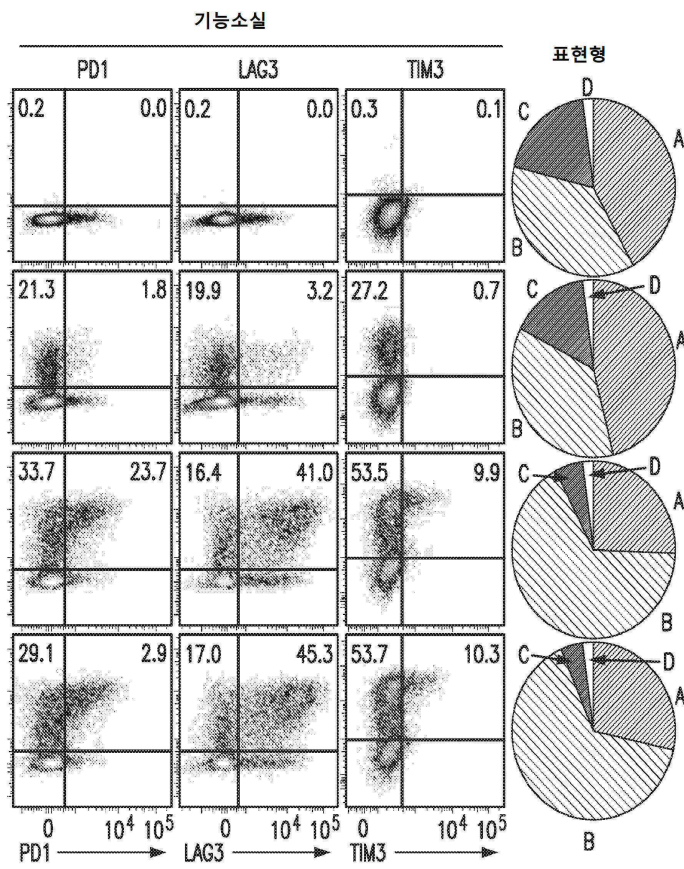 기능소실
표현형
PD1 LAG3 TIM3
0.2 0.0 0.2 0.0 0.3 0.1
D
C
A
B
21.3 1.8 19.9 3.2 27.2 0.7
C D
A
B
33.7 23.7 16.4 41.0 53.5 9.9
C D
A
B
29.1 2.9 17.0 45.3 53.7 10.3
C D
A
B
0 10⁴ 10⁵ 0 10⁴ 10⁵ 0 10⁴ 10⁵
PD1 LAG3 TIM3